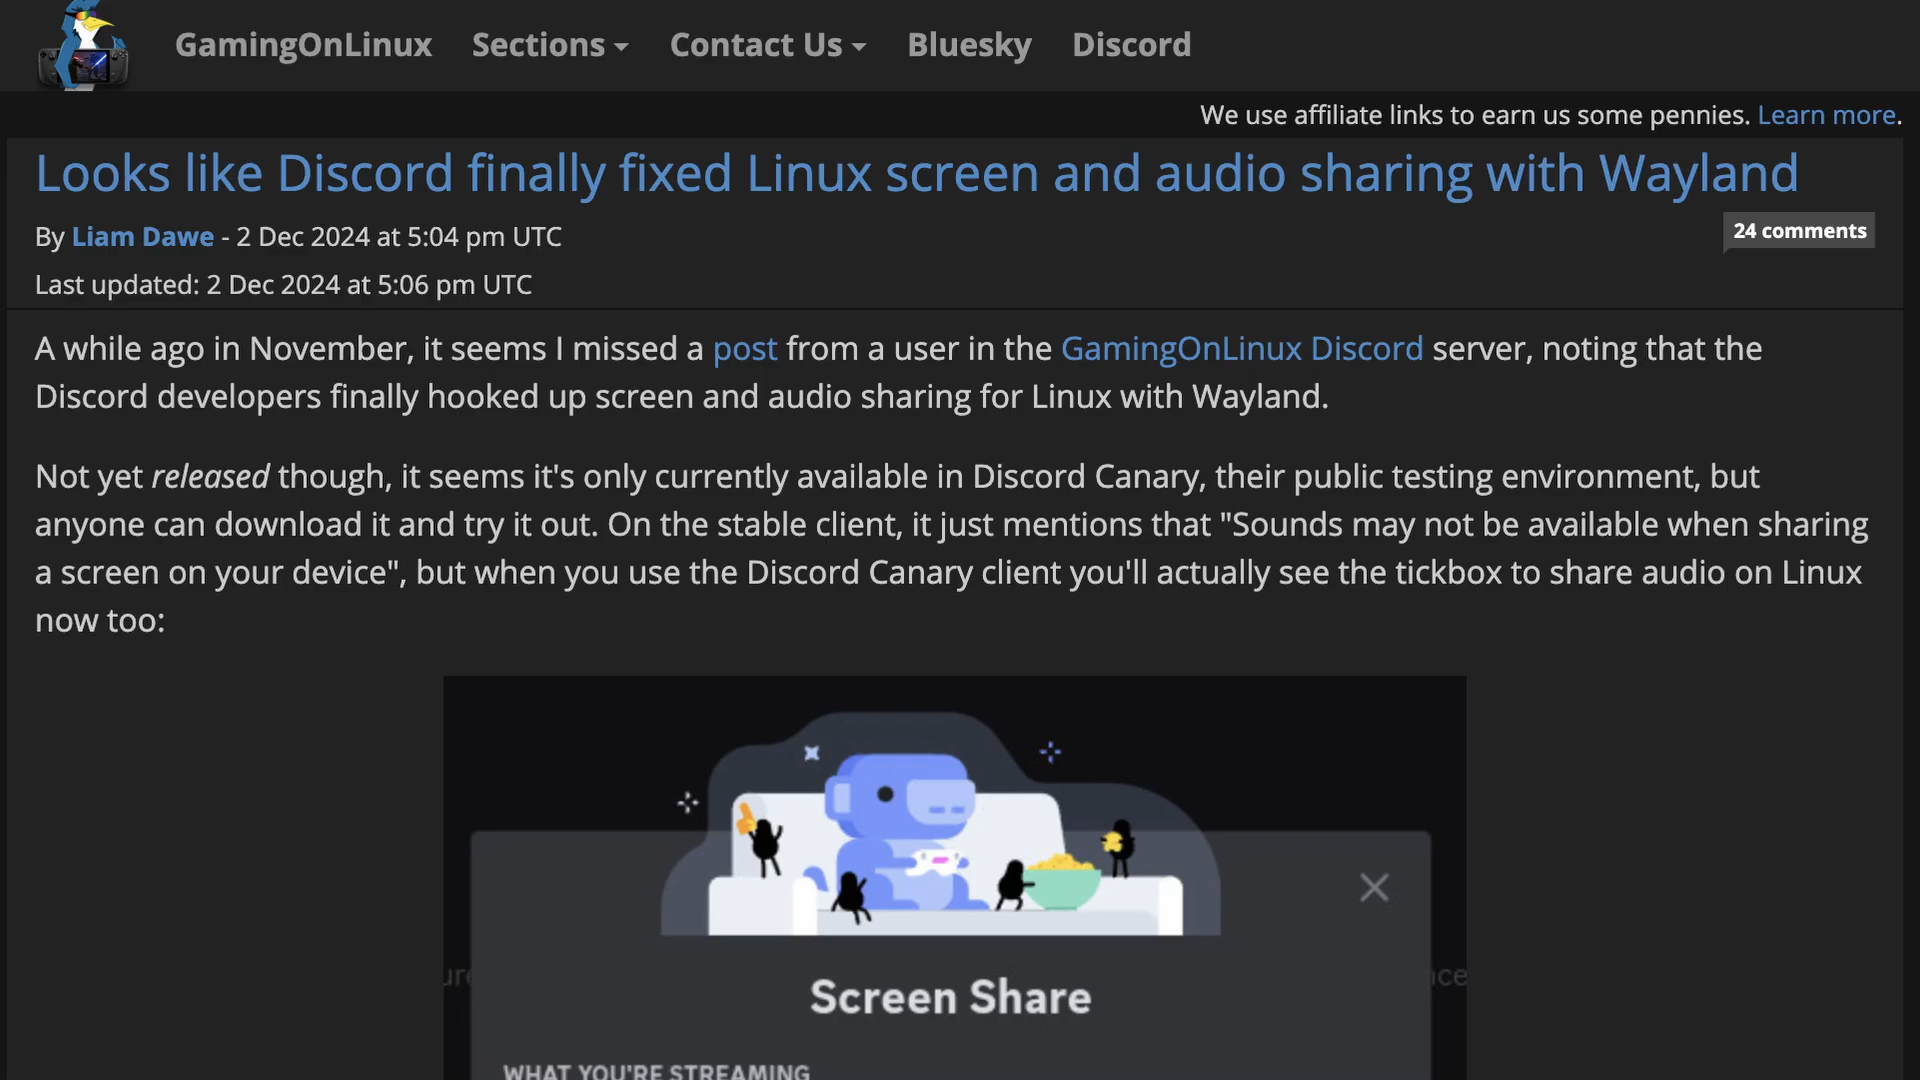 GamingOnLinux Sections Contact Us Bluesky Discord
We use affiliate links to earn us some pennies. Learn more.
Looks like Discord finally fixed Linux screen and audio sharing with Wayland
By Liam Dawe - 2 Dec 2024 at 5:04 pm UTC
24 comments
Last updated: 2 Dec 2024 at 5:06 pm UTC
A while ago in November, it seems I missed a post from a user in the GamingOnLinux Discord server, noting that the
Discord developers finally hooked up screen and audio sharing for Linux with Wayland.
Not yet released though, it seems it's only currently available in Discord Canary, their public testing environment, but
anyone can download it and try it out. On the stable client, it just mentions that "Sounds may not be available when sharing
a screen on your device", but when you use the Discord Canary client you'll actually see the tickbox to share audio on Linux
now too:
Screen Share
WHAT YOU'RE STREAMING